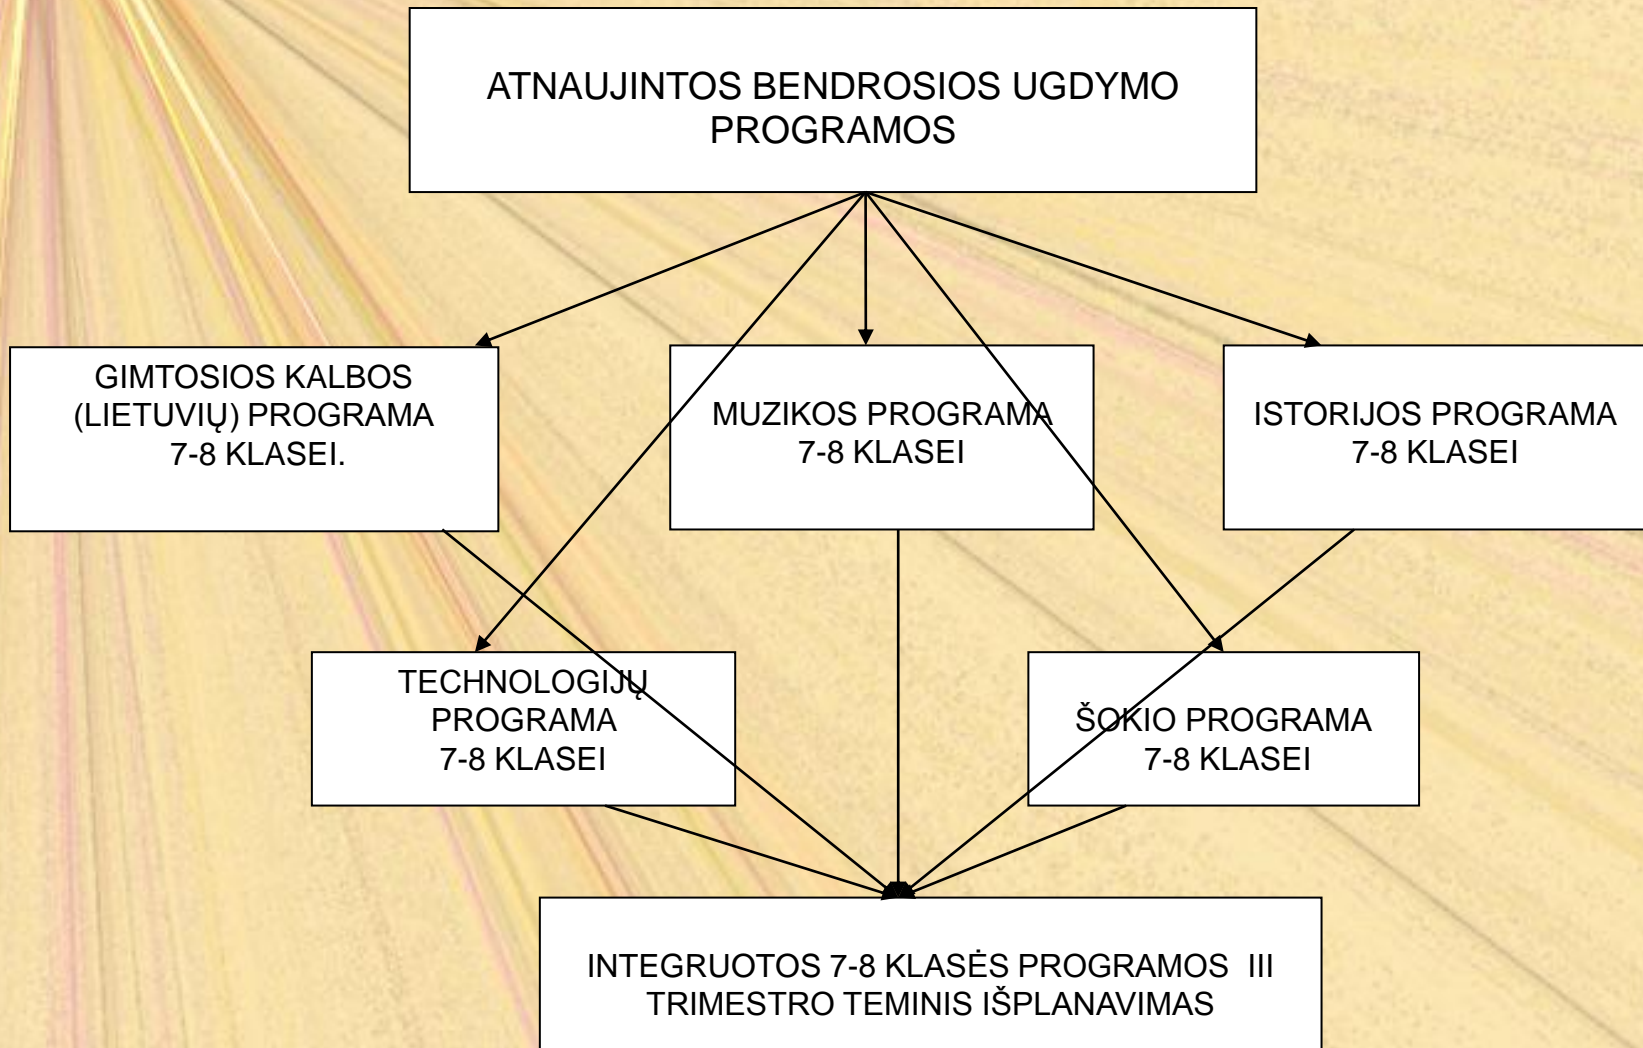 ATNAUJINTOS BENDROSIOS UGDYMO
PROGRAMOS
GIMTOSIOS KALBOS
(LIETUVIŲ) PROGRAMA
7-8 KLASEI.
MUZIKOS PROGRAMA
7-8 KLASEI
ISTORIJOS PROGRAMA
7-8 KLASEI
TECHNOLOGIJŲ
PROGRAMA
7-8 KLASEI
ŠOKIO PROGRAMA
7-8 KLASEI
INTEGRUOTOS 7-8 KLASĖS PROGRAMOS  III
TRIMESTRO TEMINIS IŠPLANAVIMAS